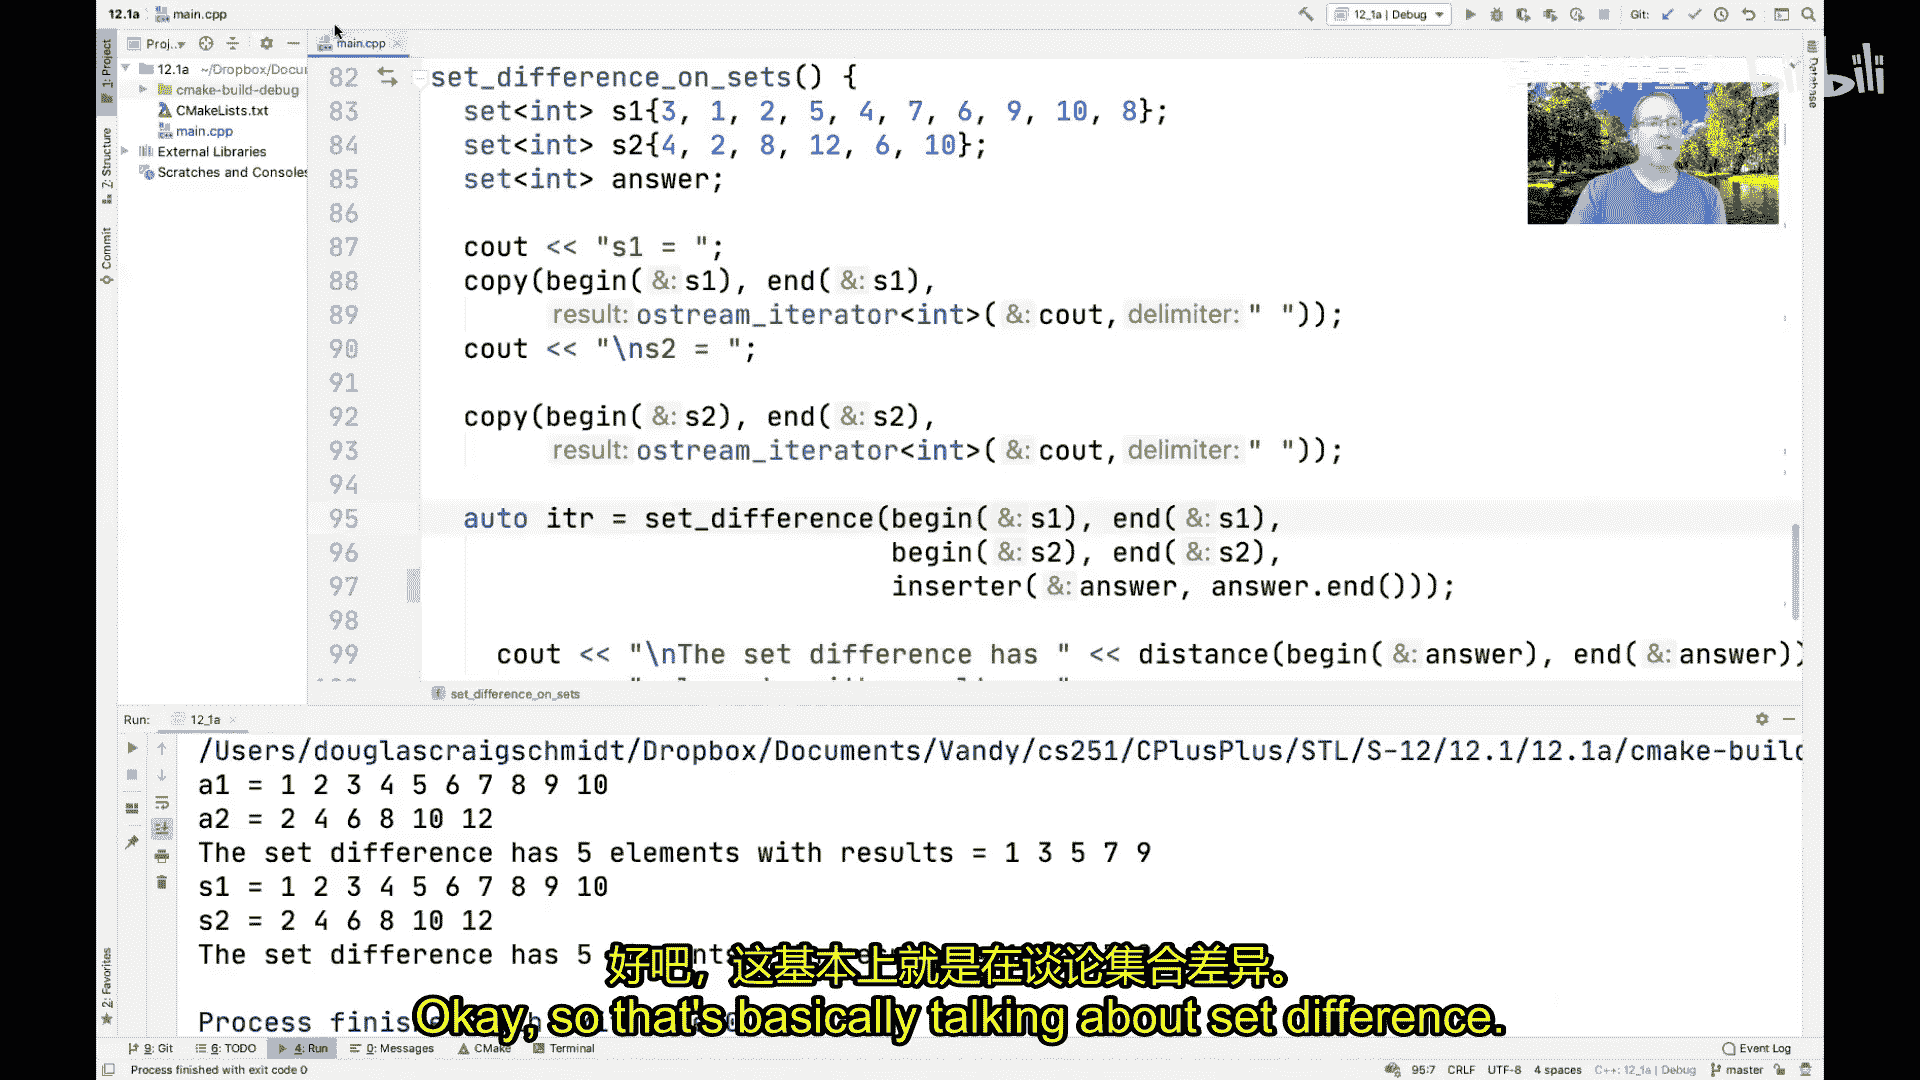 12.1a main.cpp
12_1a | Debug
Git:
1: Project
Proj..
main.cpp
12.1a ~/Dropbox/Docu
cmake-build-debug
CMakeLists.txt
main.cpp
External Libraries
Scratches and Consoles
Z: Structure
Commit
2: Favorites
Database
bilibili
82 set_difference_on_sets() {
83 set<int> s1{3, 1, 2, 5, 4, 7, 6, 9, 10, 8};
84 set<int> s2{4, 2, 8, 12, 6, 10};
85 set<int> answer;
86
87 cout << "s1 = ";
88 copy(begin( &: s1), end( &: s1),
89 result: ostream_iterator<int>( &: cout, delimiter: " "));
90 cout << "\ns2 = ";
91
92 copy(begin( &: s2), end( &: s2),
93 result: ostream_iterator<int>( &: cout, delimiter: " "));
94
95 auto itr = set_difference(begin( &: s1), end( &: s1),
96 begin( &: s2), end( &: s2),
97 inserter( &: answer, answer.end()));
98
99 cout << "\nThe set difference has " << distance(begin( &: answer), end( &: answer))
set_difference_on_sets
Run: 12_1a
/Users/douglascraigschmidt/Dropbox/Documents/Vandy/cs251/CPlusPlus/STL/S-12/12.1/12.1a/cmake-build
a1 = 1 2 3 4 5 6 7 8 9 10
a2 = 2 4 6 8 10 12
The set difference has 5 elements with results = 1 3 5 7 9
s1 = 1 2 3 4 5 6 7 8 9 10
s2 = 2 4 6 8 10 12
The set difference has 5
好吧，这基本上就是在谈论集合差异。
Process finis
Okay, so that's basically talking about set difference.
9: Git 6: TODO 4: Run 0: Messages CMake Terminal Event Log
Process finished with exit code 0 95:7 CRLF UTF-8 4 spaces C++: 12_1a | Debug master